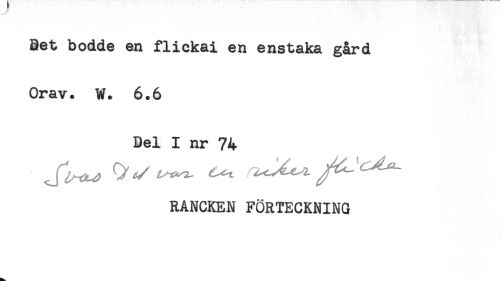 Det bodde en flickai en enstaka gård
Orav. W. 6.6
Del I nr 74
Svas Det var en riker flicka
RANCKEN FÖRTECKNING